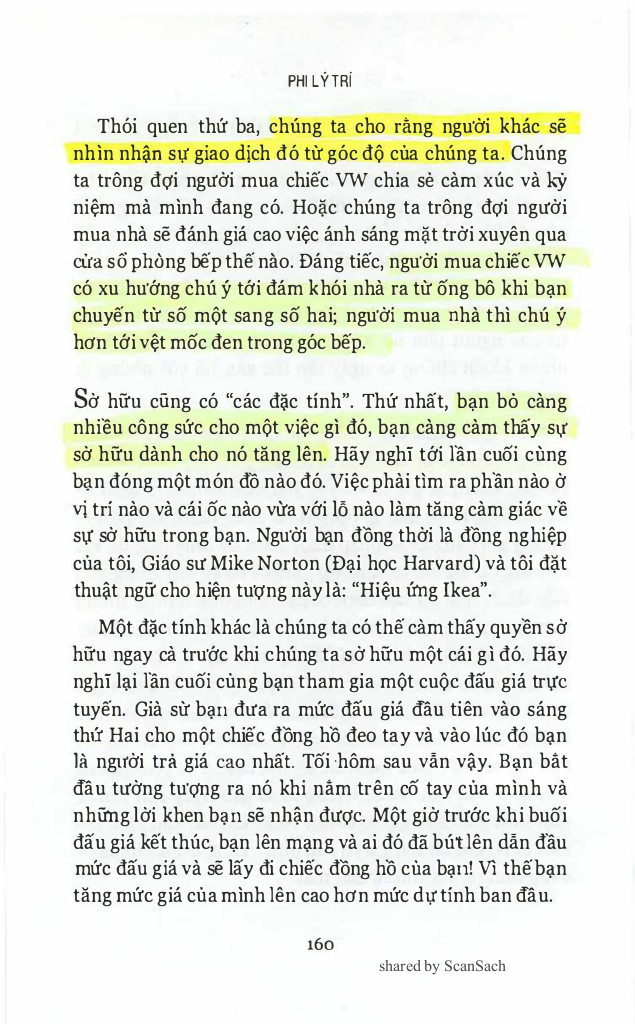 PHI LÝ TRÍ
Thói quen thứ ba, chúng ta cho rằng người khác sẽ
nhìn nhận sự giao dịch đó từ góc độ của chúng ta. Chúng
ta trông đợi người mua chiếc VW chia sẻ cảm xúc và kỷ
niệm mà mình đang có. Hoặc chúng ta trông đợi người
mua nhà sẽ đánh giá cao việc ánh sáng mặt trời xuyên qua
cửa sổ phòng bếp thế nào. Đáng tiếc, người mua chiếc VW
có xu hướng chú ý tới đám khói nhả ra từ ống bô khi bạn
chuyển từ số một sang số hai; người mua nhà thì chú ý
hơn tới vệt mốc đen trong góc bếp.
Sở hữu cũng có “các đặc tính”. Thứ nhất, bạn bỏ càng
nhiều công sức cho một việc gì đó, bạn càng cảm thấy sự
sở hữu dành cho nó tăng lên. Hãy nghĩ tới lần cuối cùng
bạn đóng một món đồ nào đó. Việc phải tìm ra phần nào ở
vị trí nào và cái ốc nào vừa với lỗ nào làm tăng cảm giác về
sự sở hữu trong bạn. Người bạn đồng thời là đồng nghiệp
của tôi, Giáo sư Mike Norton (Đại học Harvard) và tôi đặt
thuật ngữ cho hiện tượng này là: “Hiệu ứng Ikea”.
Một đặc tính khác là chúng ta có thể cảm thấy quyền sở
hữu ngay cả trước khi chúng ta sở hữu một cái gì đó. Hãy
nghĩ lại lần cuối cùng bạn tham gia một cuộc đấu giá trực
tuyến. Giả sử bạn đưa ra mức đấu giá đầu tiên vào sáng
thứ Hai cho một chiếc đồng hồ đeo tay và vào lúc đó bạn
là người trả giá cao nhất. Tối hôm sau vẫn vậy. Bạn bắt
đầu tưởng tượng ra nó khi nằm trên cổ tay của mình và
những lời khen bạn sẽ nhận được. Một giờ trước khi buổi
đấu giá kết thúc, bạn lên mạng và ai đó đã bứt lên dẫn đầu
mức đấu giá và sẽ lấy đi chiếc đồng hồ của bạn! Vì thế bạn
tăng mức giá của mình lên cao hơn mức dự tính ban đầu.
160
shared by ScanSach